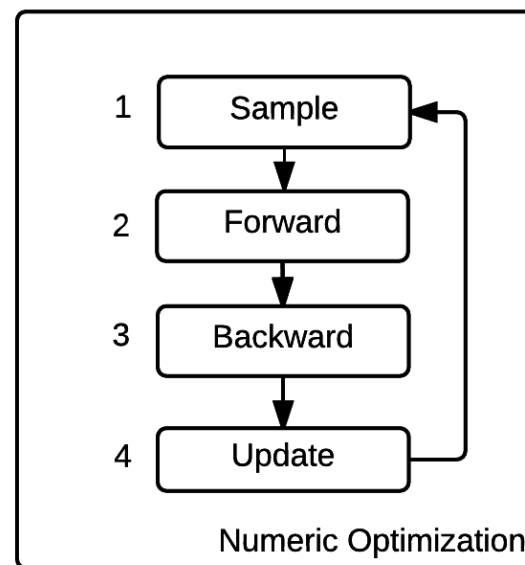 1 Sample
2 Forward
3 Backward
4 Update
Numeric Optimization